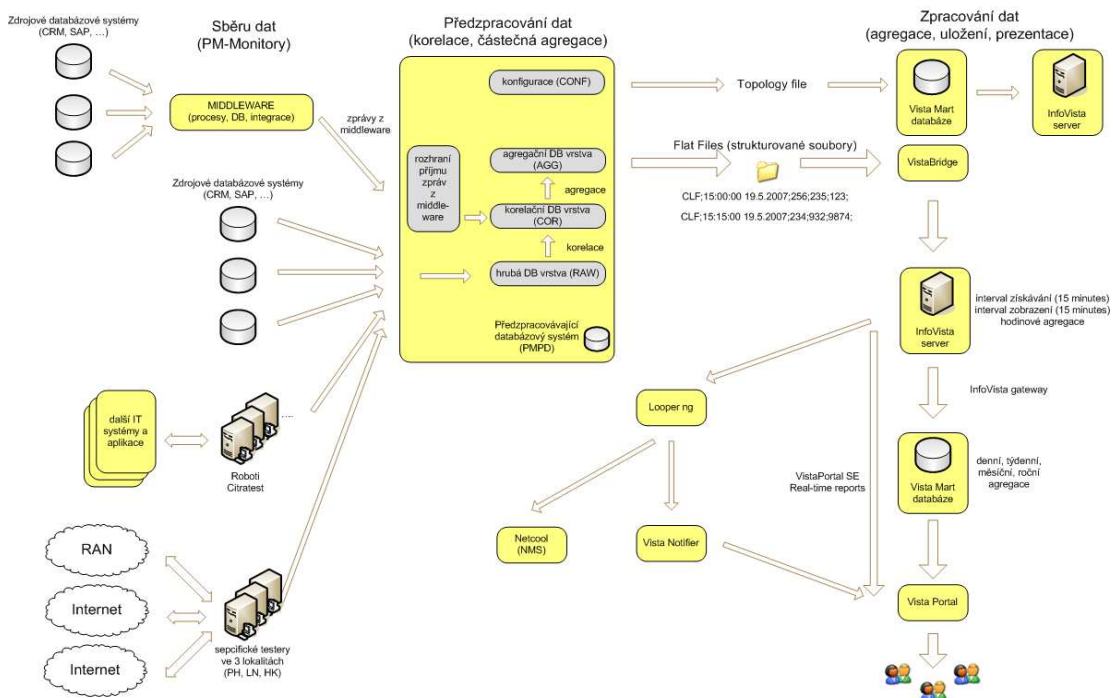 Zdrojové databázové systémy
(CRM, SAP, ...)
Sběru dat
(PM-Monitory)
Předzpracování dat
(korelace, částečná agregace)
Zpracování dat
(agregace, uložení, prezentace)
MIDDLEWARE
(procesy, DB, integrace)
zprávy z
middleware
konfigurace (CONF)
Topology file
Vista Mart
databáze
InfoVista
server
rozhraní
příjmu
zpráv
z
middle-
ware
agregační DB vrstva
(AGG)
agregace
korelační DB vrstva
(COR)
korelace
hrubá DB vrstva (RAW)
Předzpracovávající
databázový systém
(PMPD)
Flat Files (strukturované soubory)
CLF;15:00:00 19.5.2007;256;235;123;
CLF;15:15:00 19.5.2007;234;932;9874;
VistaBridge
Zdrojové databázové systémy
(CRM, SAP, ...)
InfoVista
server
interval získávání (15 minutes)
interval zobrazení (15 minutes)
hodinové agregace
InfoVista gateway
Looper ng
další IT
systémy a
aplikace
....
Roboti
Citratest
VistaPortal SE
Real-time reports
Vista Mart
databáze
denní, týdenní,
měsíční, roční
agregace
Netcool
(NMS)
Vista Notifier
Vista Portal
RAN
Internet
Internet
sepcifické testery
ve 3 lokalitách
(PH, LN, HK)